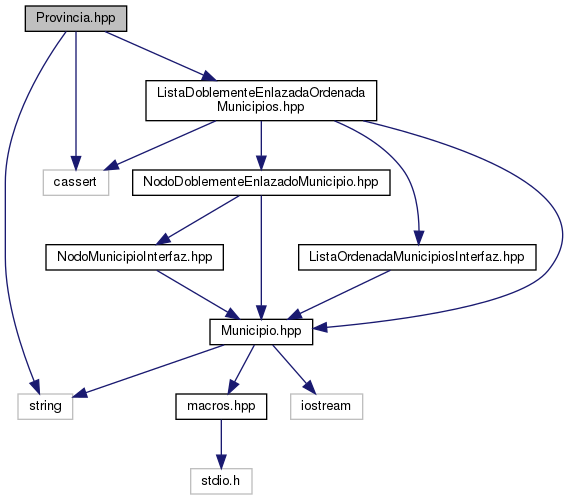 Provincia.hpp
ListaDoblementeEnlazadaOrdenada
Municipios.hpp
cassert
NodoDoblementeEnlazadoMunicipio.hpp
NodoMunicipioInterfaz.hpp
ListaOrdenadaMunicipiosInterfaz.hpp
Municipio.hpp
string
macros.hpp
iostream
stdio.h